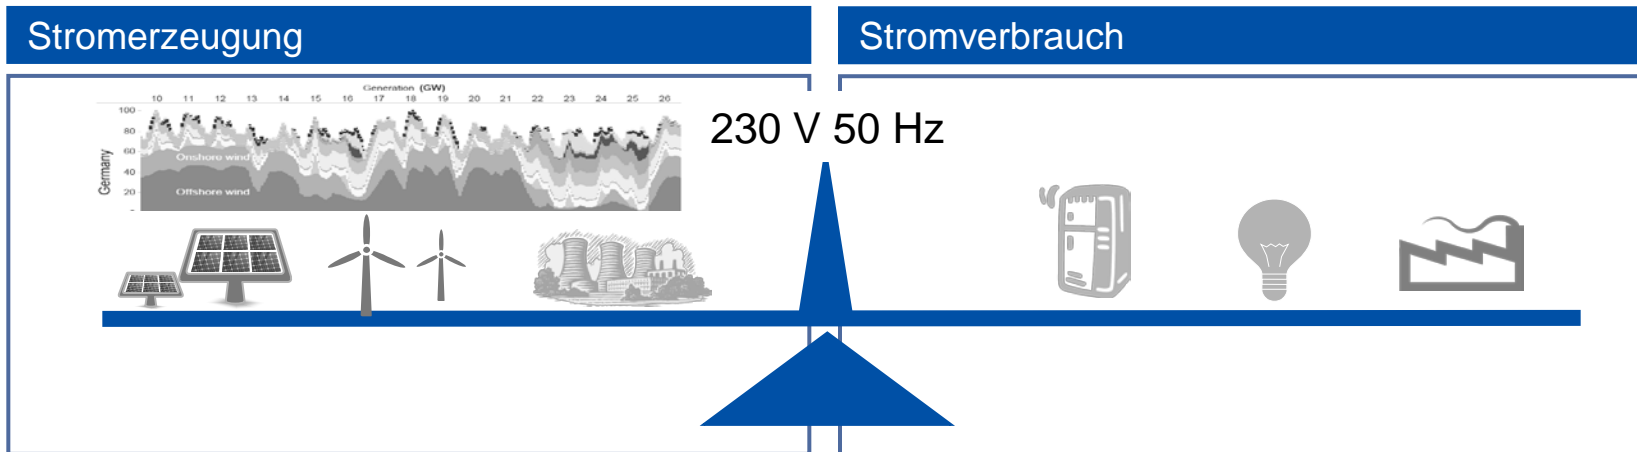 Stromerzeugung
Stromverbrauch
Generation (GW)
10 11 12 13 14 15 16 17 18 19 20 21 22 23 24 25 26
100
80
60
40
20
Germany
Onshore wind
Offshore wind
230 V 50 Hz